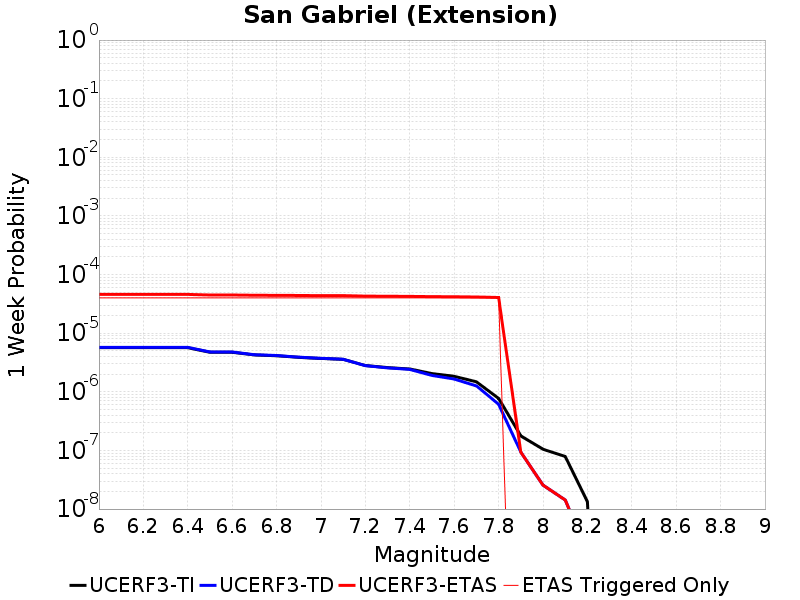 San Gabriel (Extension)
1 Week Probability
10^0
10^-1
10^-2
10^-3
10^-4
10^-5
10^-6
10^-7
10^-8
6 6.2 6.4 6.6 6.8 7 7.2 7.4 7.6 7.8 8 8.2 8.4 8.6 8.8 9
Magnitude
UCERF3-TI UCERF3-TD UCERF3-ETAS ETAS Triggered Only